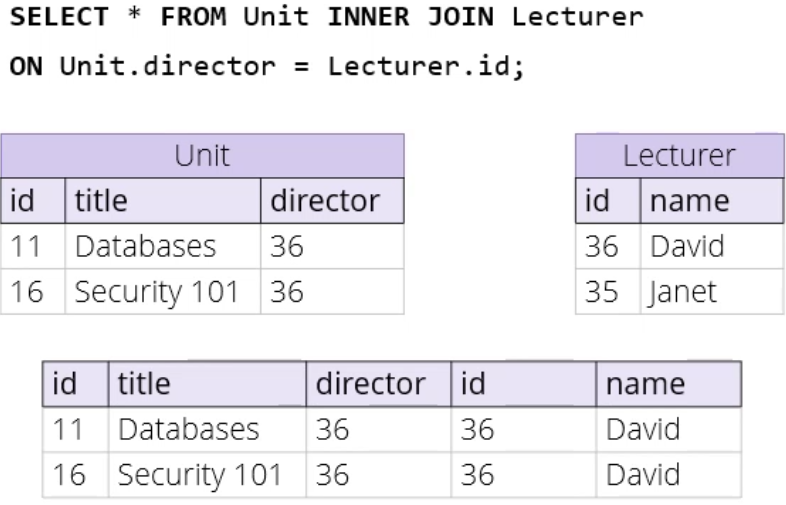 SELECT * FROM Unit INNER JOIN Lecturer
ON Unit.director = Lecturer.id;
Unit
id title director
11 Databases 36
16 Security 101 36
Lecturer
id name
36 David
35 Janet
id title director id name
11 Databases 36 36 David
16 Security 101 36 36 David